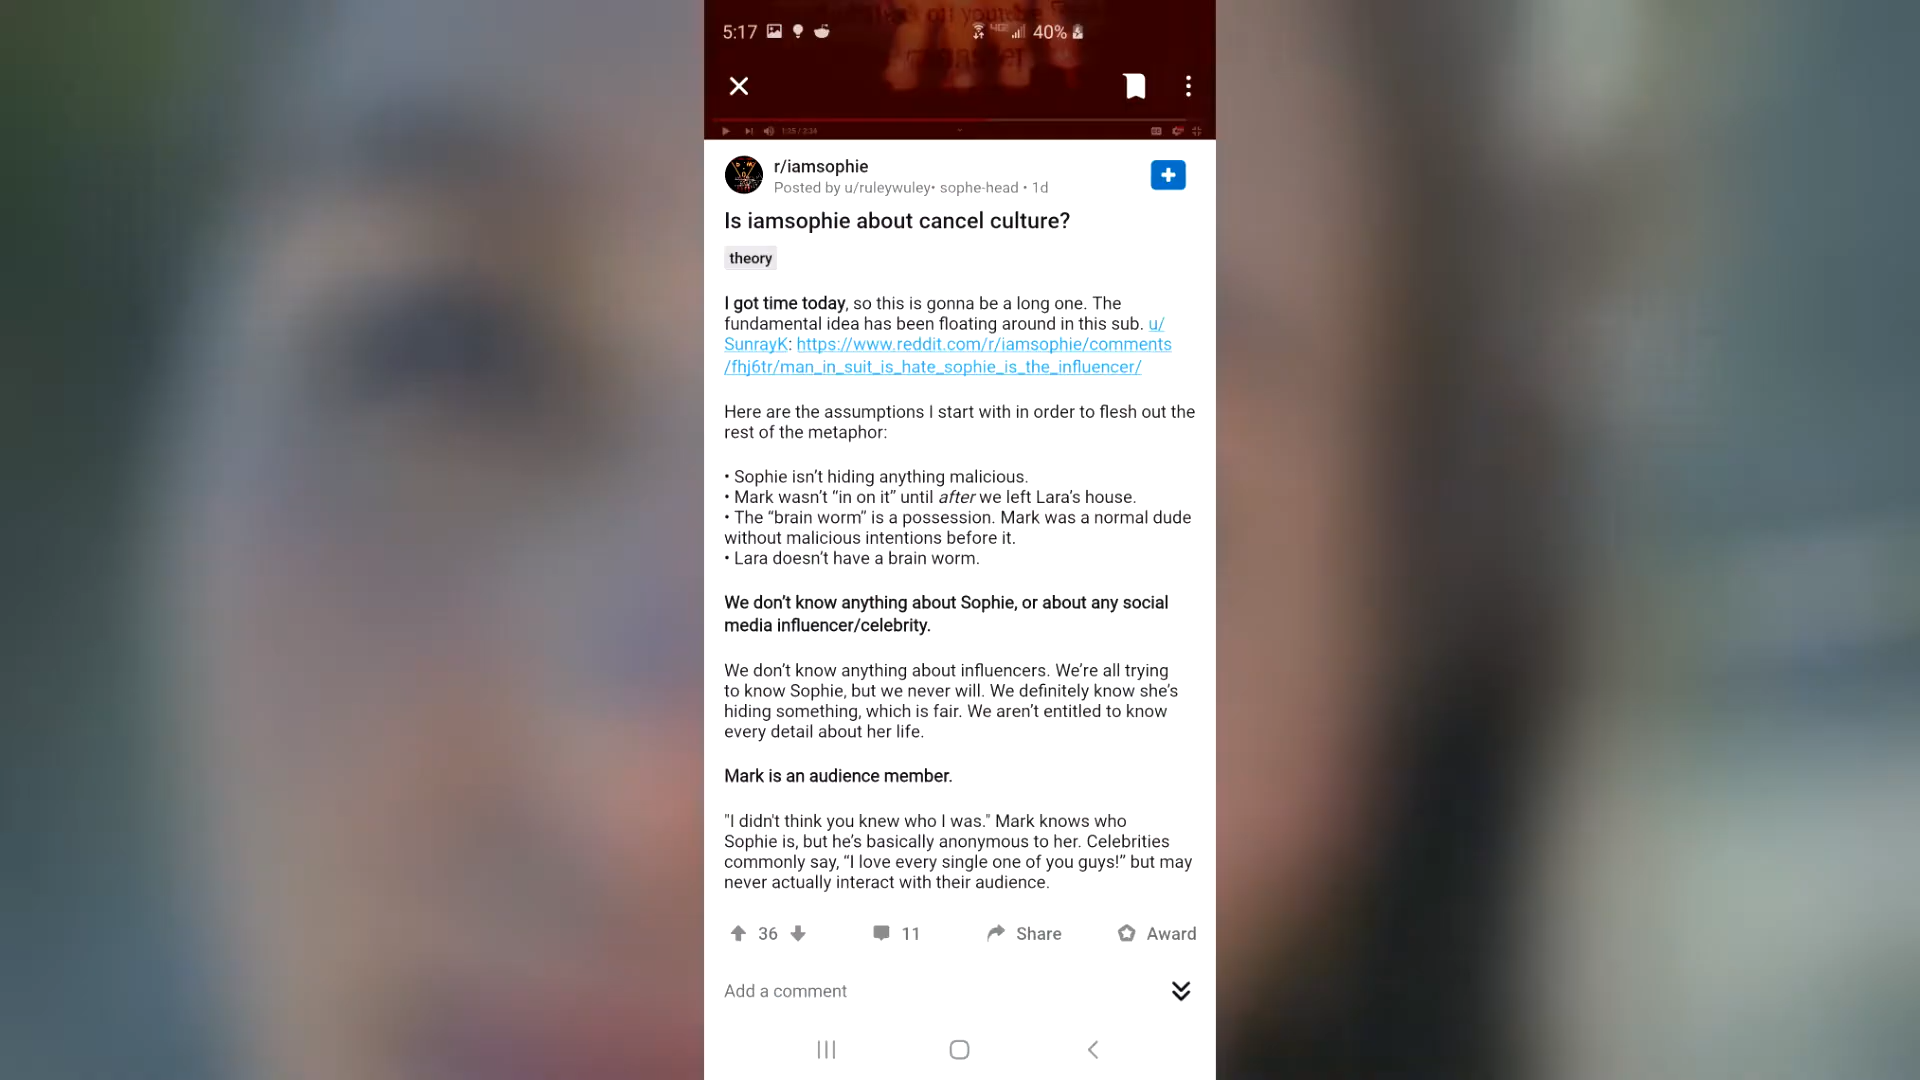 5:17 40%
1:35 / 2:34
r/iamsophie
Posted by u/ruleywuley• sophe-head • 1d
Is iamsophie about cancel culture?
theory
I got time today, so this is gonna be a long one. The
fundamental idea has been floating around in this sub. u/
SunrayK: https://www.reddit.com/r/iamsophie/comments
/fhj6tr/man_in_suit_is_hate_sophie_is_the_influencer/
Here are the assumptions I start with in order to flesh out the
rest of the metaphor:
• Sophie isn’t hiding anything malicious.
• Mark wasn’t “in on it” until after we left Lara’s house.
• The “brain worm” is a possession. Mark was a normal dude
without malicious intentions before it.
• Lara doesn’t have a brain worm.
We don’t know anything about Sophie, or about any social
media influencer/celebrity.
We don’t know anything about influencers. We’re all trying
to know Sophie, but we never will. We definitely know she’s
hiding something, which is fair. We aren’t entitled to know
every detail about her life.
Mark is an audience member.
"I didn't think you knew who I was." Mark knows who
Sophie is, but he’s basically anonymous to her. Celebrities
commonly say, “I love every single one of you guys!” but may
never actually interact with their audience.
36 11 Share Award
Add a comment